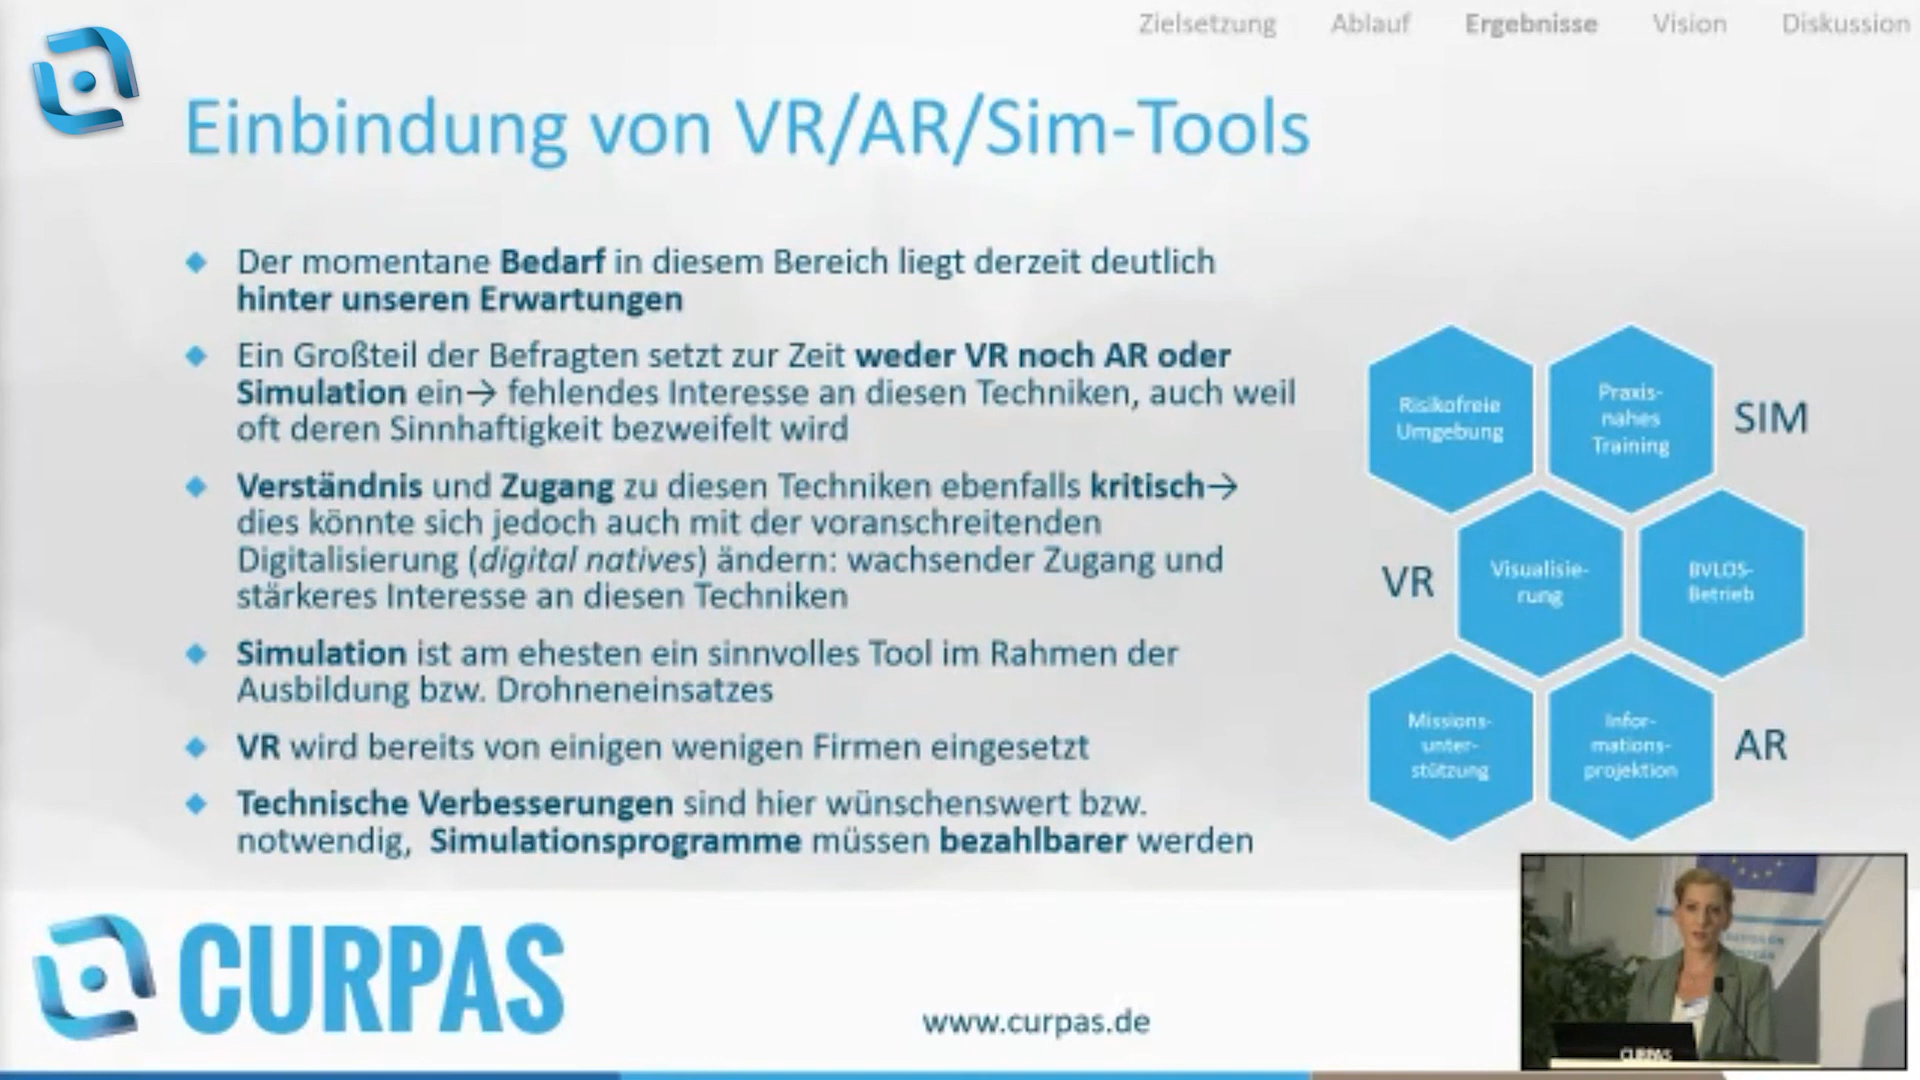 Zielsetzung Ablauf Ergebnisse Vision Diskussion
Einbindung von VR/AR/Sim-Tools
Der momentane Bedarf in diesem Bereich liegt derzeit deutlich
hinter unseren Erwartungen
Ein Großteil der Befragten setzt zur Zeit weder VR noch AR oder
Simulation ein→ fehlendes Interesse an diesen Techniken, auch weil
oft deren Sinnhaftigkeit bezweifelt wird
Verständnis und Zugang zu diesen Techniken ebenfalls kritisch→
dies könnte sich jedoch auch mit der voranschreitenden
Digitalisierung (digital natives) ändern: wachsender Zugang und
stärkeres Interesse an diesen Techniken
Simulation ist am ehesten ein sinnvolles Tool im Rahmen der
Ausbildung bzw. Drohneneinsatzes
VR wird bereits von einigen wenigen Firmen eingesetzt
Technische Verbesserungen sind hier wünschenswert bzw.
notwendig, Simulationsprogramme müssen bezahlbarer werden
Risikofreie
Umgebung
Praxis-
nahes
Training
SIM
VR
Visualisie-
rung
BVLOS-
Betrieb
Missions-
unter-
stützung
Infor-
mations-
projektion
AR
CURPAS
www.curpas.de
CURPAS